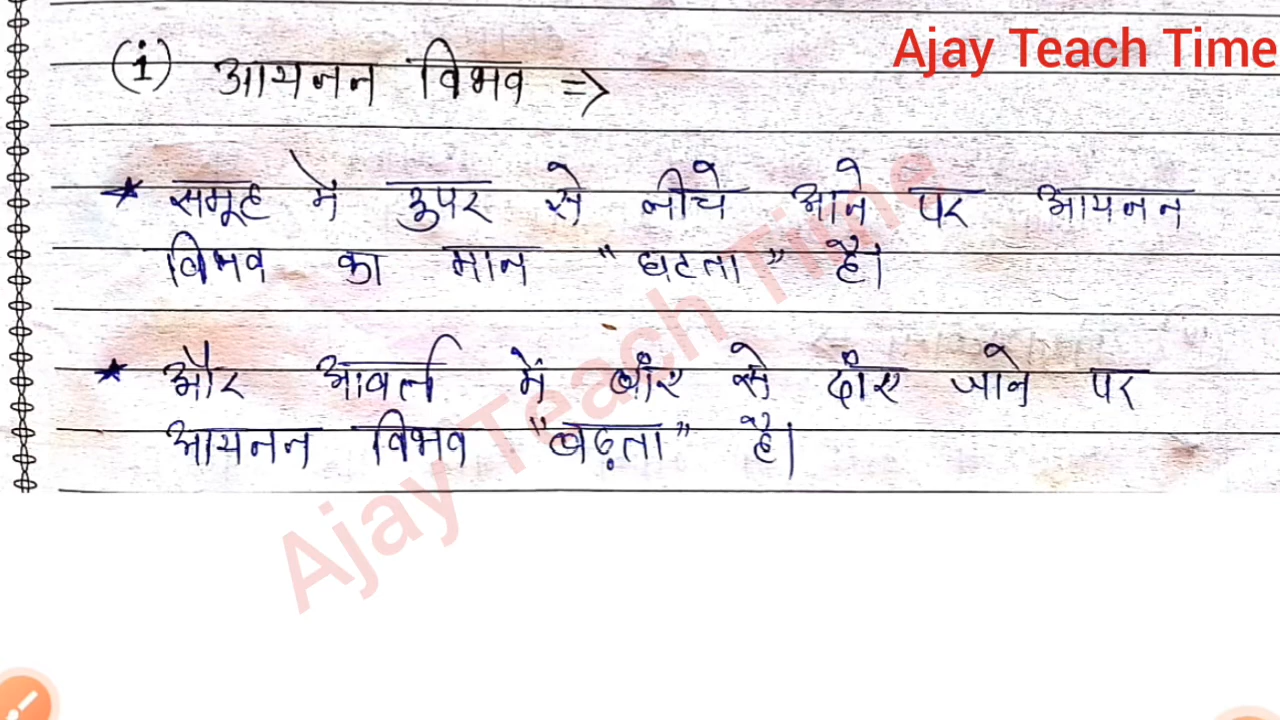 Ajay Teach Time
(i) आयनन विभव =>
★ समूह में उपर से नीचे आने पर आयनन
विभव का मान "घटता" है।
★ और आवर्त में बाँए से दाँए जाने पर
आयनन विभव "बढ़ता" है।
Ajay Teach Time